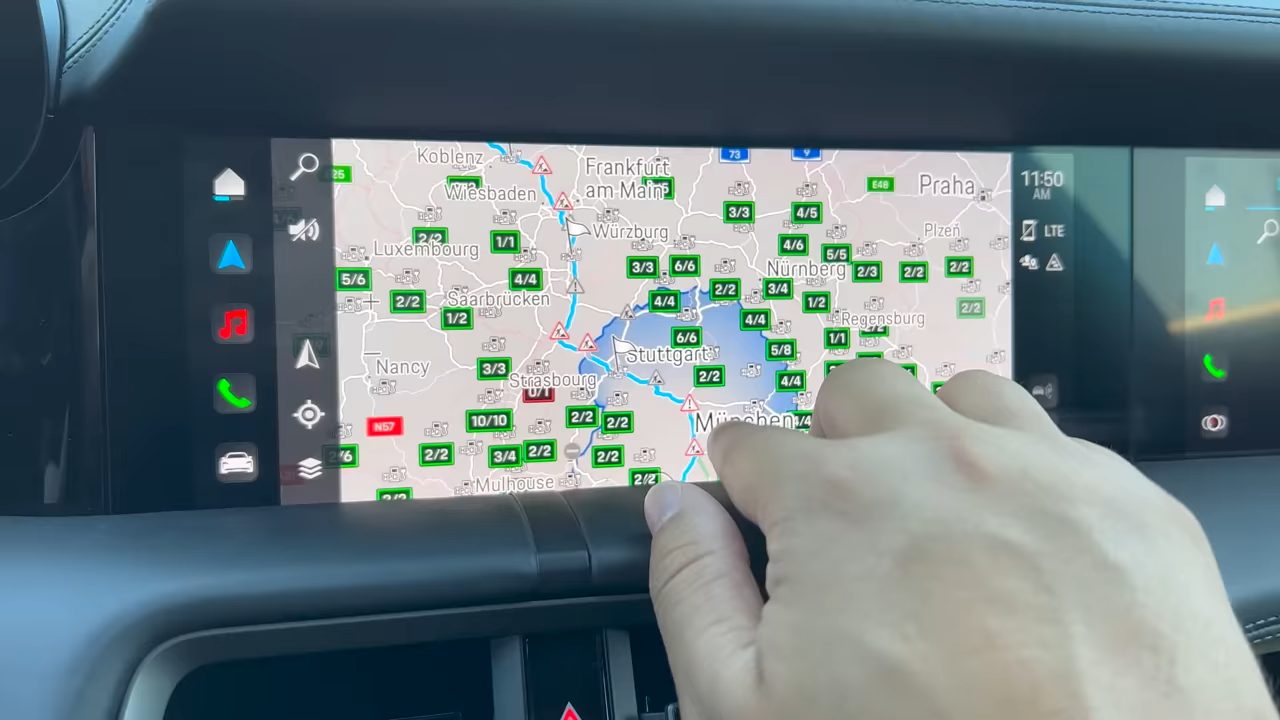 73
9
Koblenz
Frankfurt
am Main
E25
Wiesbaden
E48
Praha
11:50
AM
3/3
4/5
Würzburg
Plzeň
LTE
2/2
1/1
Luxembourg
4/6
5/5
5/6
4/4
3/3
6/6
Nürnberg
2/3
2/2
2/2
2/2
Saarbrücken
4/4
2/2
3/4
1/2
2/2
1/2
4/4
Regensburg
2/2
6/6
1/1
Stuttgart
5/8
Nancy
3/3
Strasbourg
2/2
4/4
0/1
N57
10/10
2/2
2/2
München
2/2
3/4
2/2
2/2
Mulhouse
2/2